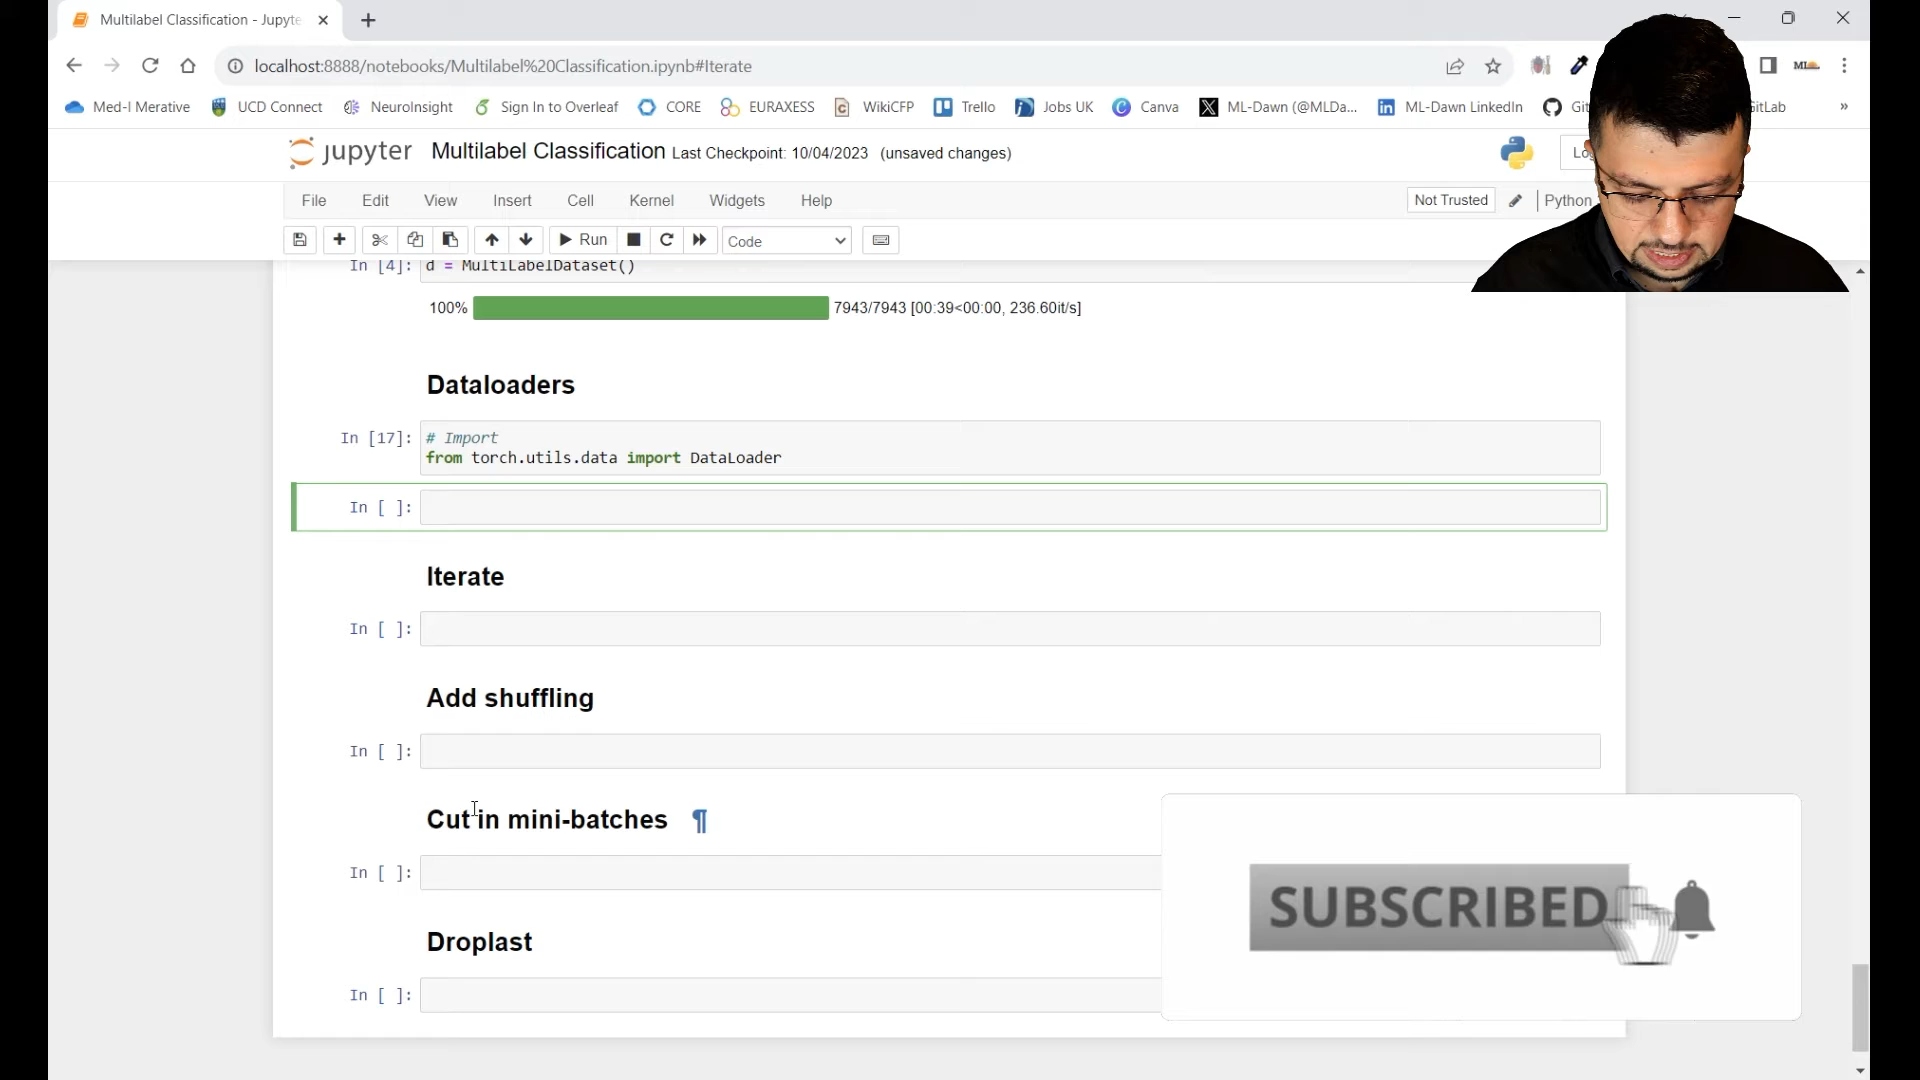 Multilabel Classification - Jupyte
localhost:8888/notebooks/Multilabel%20Classification.ipynb#Iterate
ML
Med-I Merative
UCD Connect
NeuroInsight
Sign In to Overleaf
CORE
EURAXESS
WikiCFP
Trello
Jobs UK
Canva
ML-Dawn (@MLDa...
ML-Dawn LinkedIn
Git
itLab
»
jupyter Multilabel Classification Last Checkpoint: 10/04/2023 (unsaved changes)
Log
File Edit View Insert Cell Kernel Widgets Help
Not Trusted
Python
Run
Code
In [4]: d = MultiLabelDataset()
100% 7943/7943 [00:39<00:00, 236.60it/s]
Dataloaders
In [17]: # Import
from torch.utils.data import DataLoader
In [ ]:
Iterate
In [ ]:
Add shuffling
In [ ]:
Cut in mini-batches ¶
In [ ]:
Droplast
In [ ]:
SUBSCRIBED